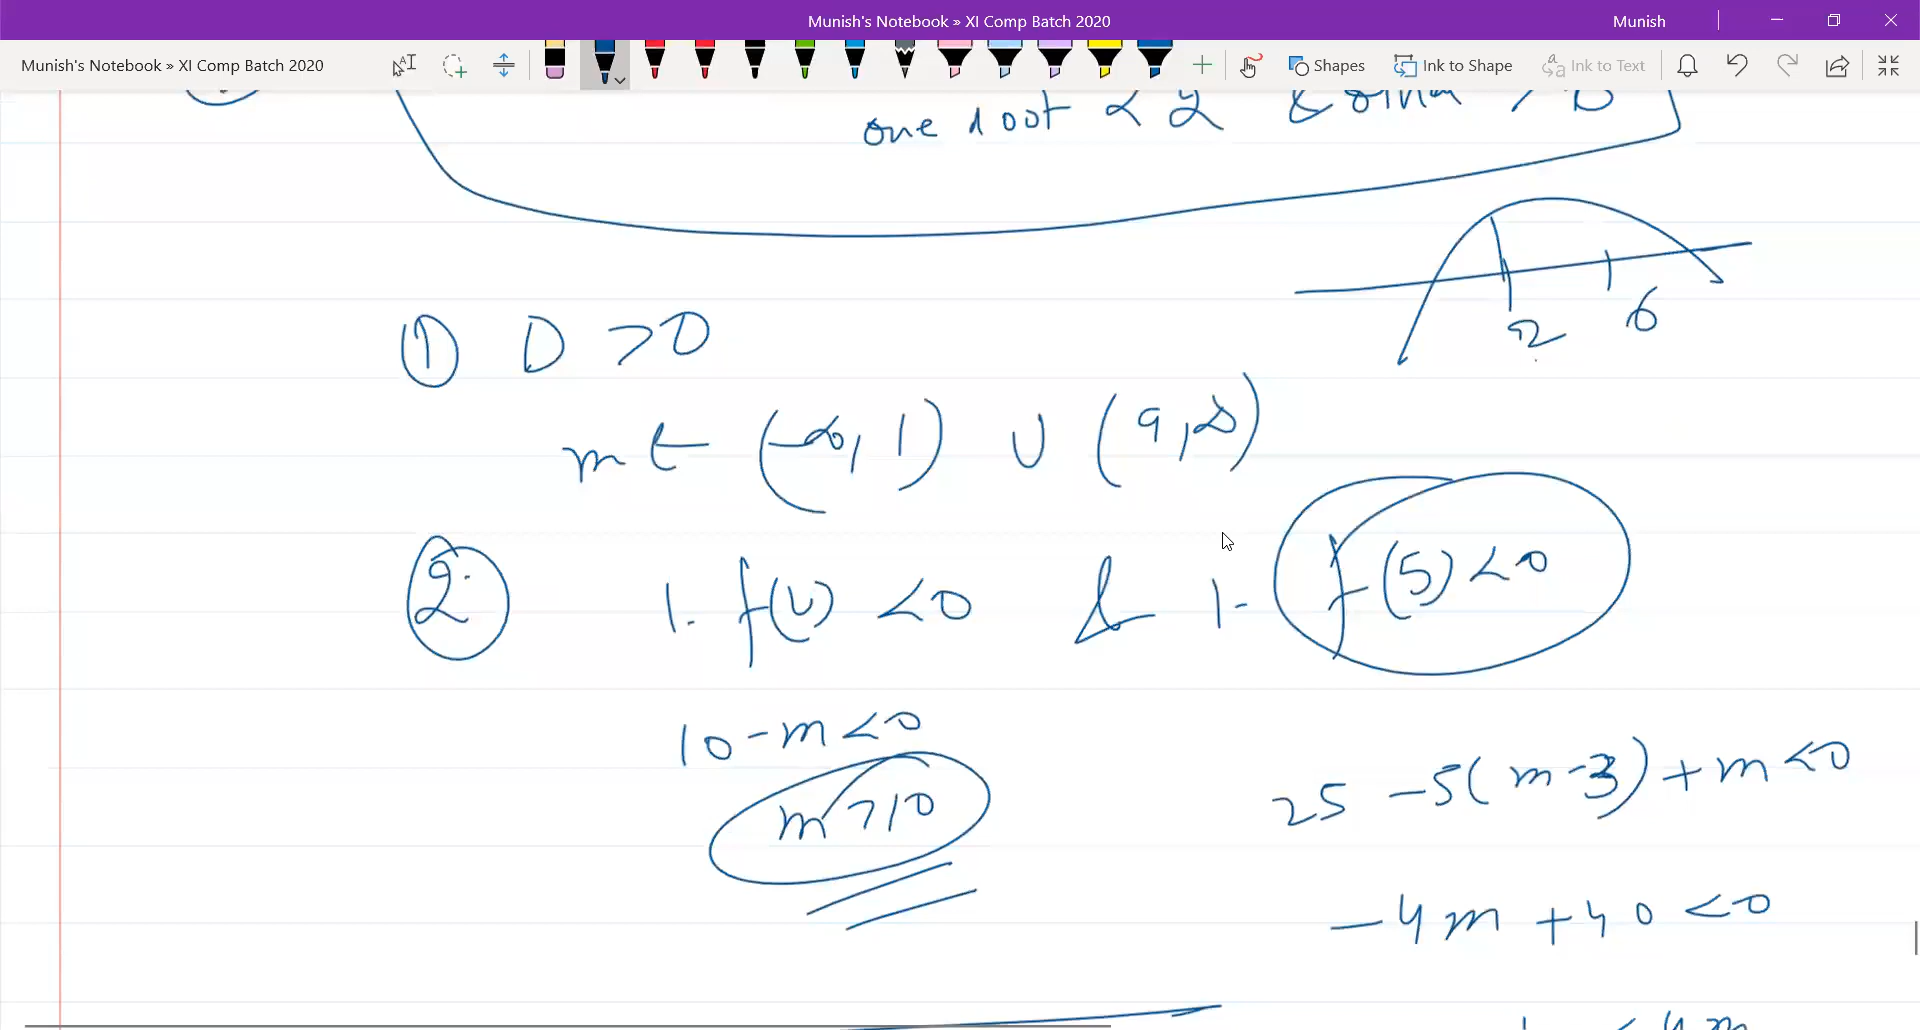 Munish's Notebook » XI Comp Batch 2020
Munish
Munish's Notebook » XI Comp Batch 2020
Shapes
Ink to Shape
Ink to Text
one root < 2 &
2 6
① D > 0
m ∈ (-∞, 1) ∪ (9, ∞)
② 1. f(2) < 0 & 1. f(5) < 0
10 - m < 0
m > 10
25 - 5(m - 3) + m < 0
-4m + 40 < 0